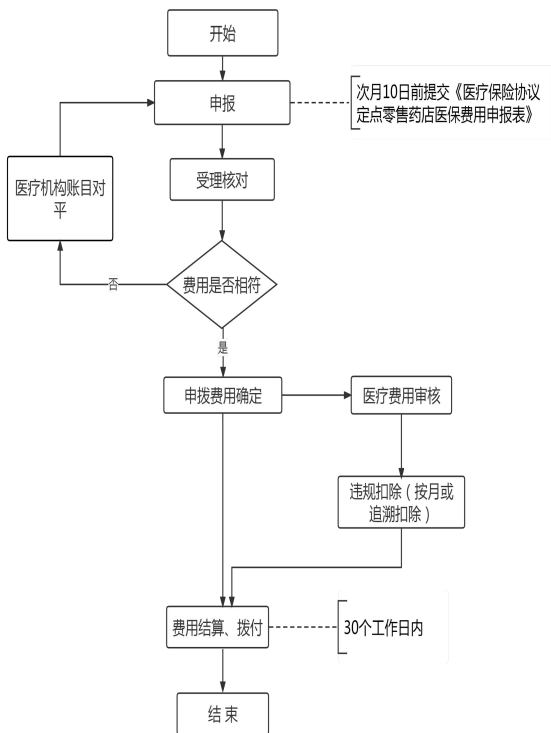 开始
申报
次月10日前提交《医疗保险协议
定点零售药店医保费用申报表》
受理核对
医疗机构账目对
平
费用是否相符
否
是
申拨费用确定
医疗费用审核
违规扣除（按月或
追溯扣除）
费用结算、拨付
30个工作日内
结 束